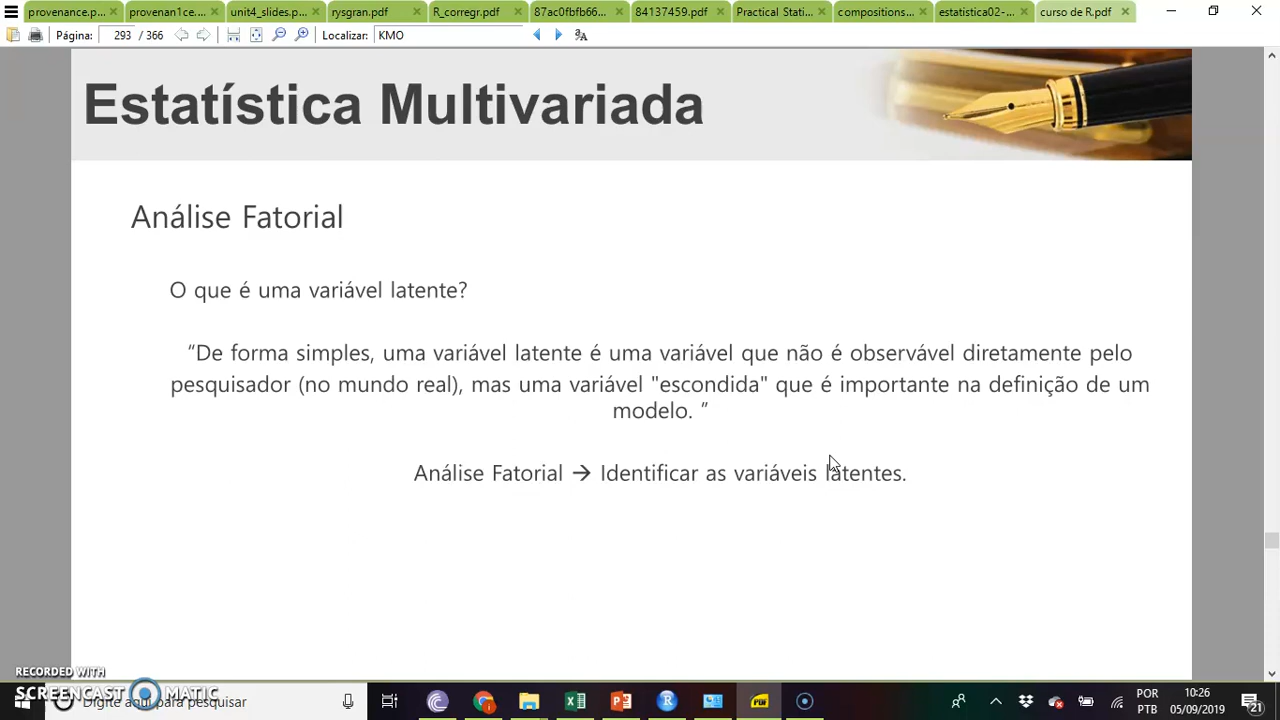 provenance.p...
provenan1ce....
unit4_slides.p...
rysgran.pdf
R_corregr.pdf
87ac0fbfb66...
84137459.pdf
Practical Stati...
compositions...
estatistica02-...
curso de R.pdf
Página: 293 / 366 Localizar: KMO
Estatística Multivariada
Análise Fatorial
O que é uma variável latente?
“De forma simples, uma variável latente é uma variável que não é observável diretamente pelo
pesquisador (no mundo real), mas uma variável "escondida" que é importante na definição de um
modelo. ”
Análise Fatorial → Identificar as variáveis latentes.
RECORDED WITH
SCREENCAST MATIC
Digite aqui para pesquisar
POR
PTB
10:26
05/09/2019
21